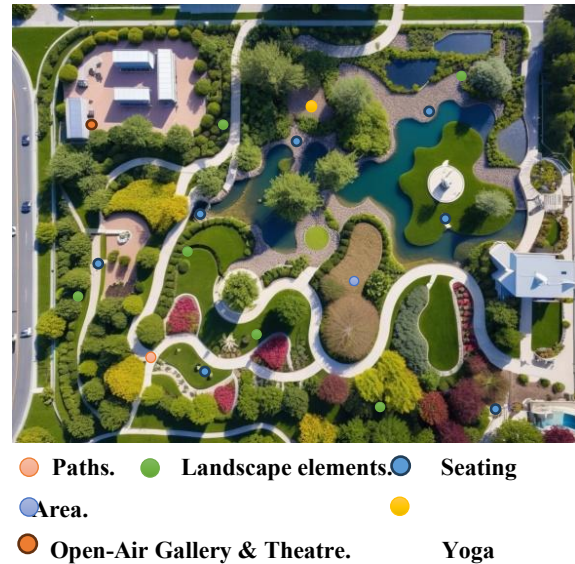 Paths. Landscape elements. Seating
Area.
Open-Air Gallery & Theatre. Yoga